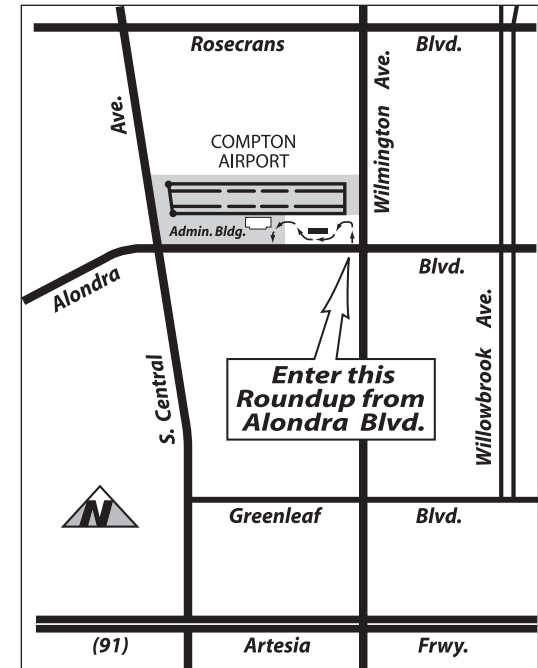 Rosecrans Blvd.
Ave.
Wilmington Ave.
COMPTON
AIRPORT
Admin. Bldg.
Alondra Blvd.
Enter this
Roundup from
Alondra Blvd.
S. Central
Willowbrook Ave.
N
Greenleaf Blvd.
(91) Artesia Frwy.